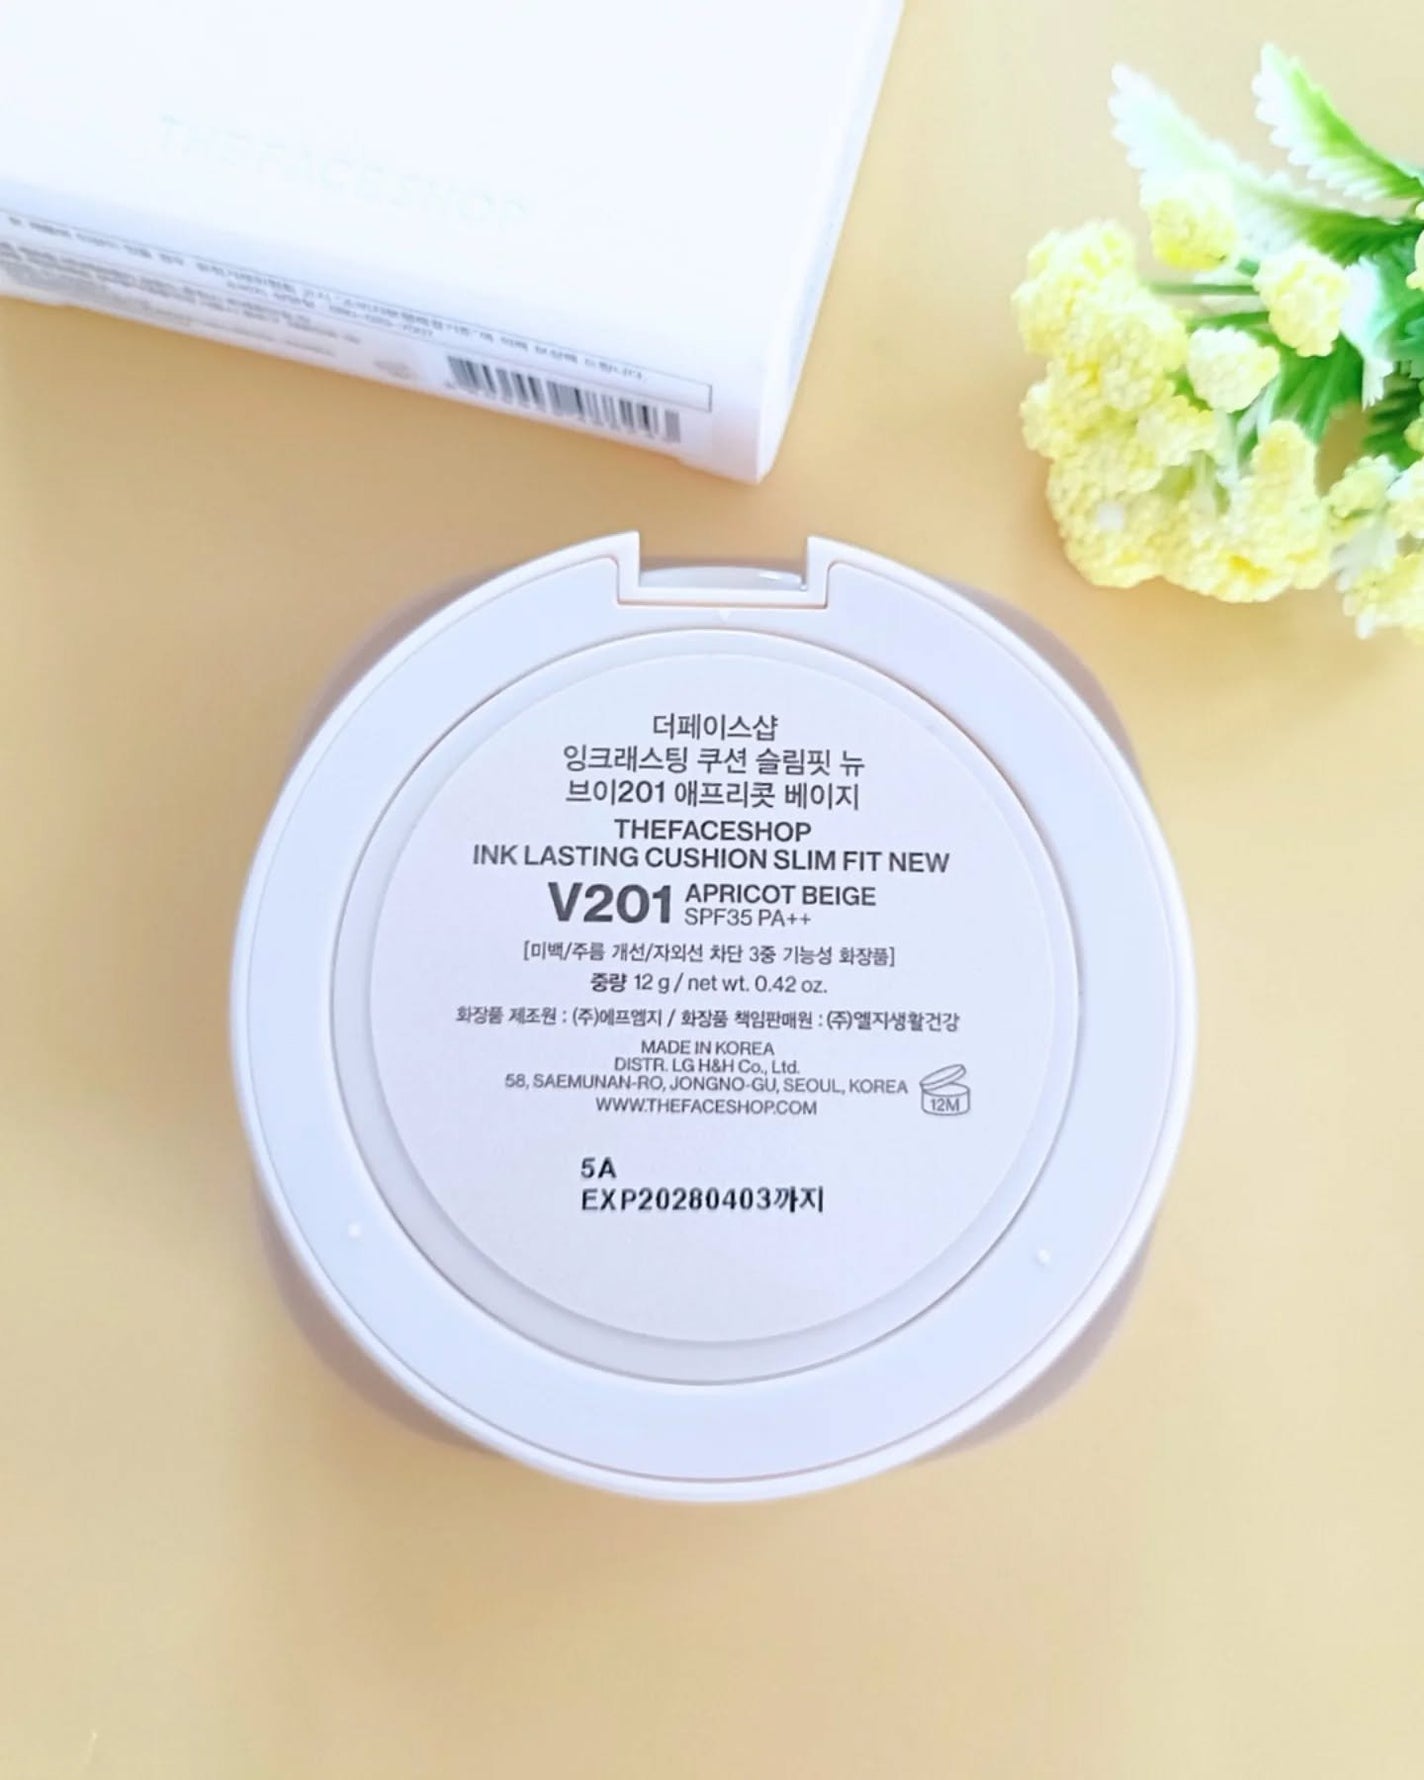 THEFACESHOP
더페이스샵
잉크래스팅 쿠션 슬림핏 뉴
브이201 애프리콧 베이지
THEFACESHOP
INK LASTING CUSHION SLIM FIT NEW
V201 APRICOT BEIGE
SPF35 PA++
[미백/주름 개선/자외선 차단 3중 기능성 화장품]
중량 12 g / net wt. 0.42 oz.
화장품 제조원 : (주)에프엠지 / 화장품 책임판매원 : (주)엘지생활건강
MADE IN KOREA
DISTR. LG H&H Co., Ltd.
58, SAEMUNAN-RO, JONGNO-GU, SEOUL, KOREA
12M
WWW.THEFACESHOP.COM
5A
EXP20280403까지